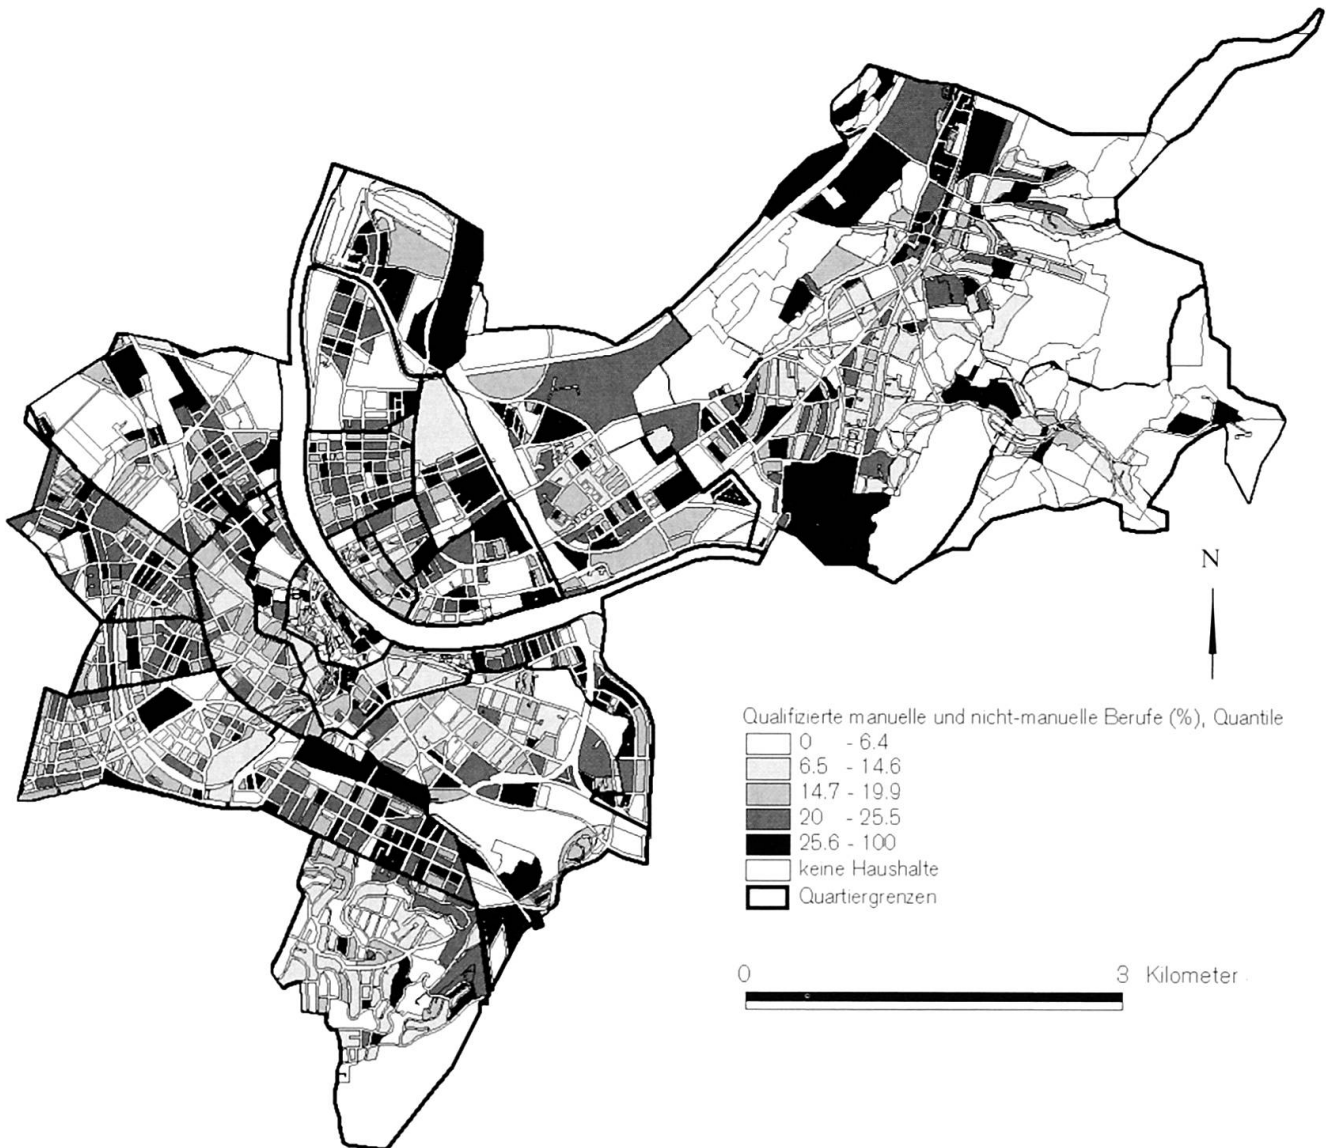 N
Qualifizierte manuelle und nicht-manuelle Berufe (%), Quantile
0 - 6.4
6.5 - 14.6
14.7 - 19.9
20 - 25.5
25.6 - 100
keine Haushalte
Quartiergrenzen
0 3 Kilometer